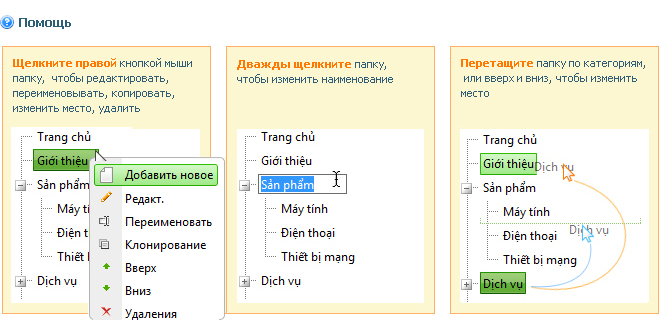 Помощь
Щелкните правой кнопкой мыши
папку, чтобы редактировать,
переименовывать, копировать,
изменить место, удалить
Trang chủ
Giới thiệu
Sản phẩm
Máy tính
Điện thoại
Thiết bị mạng
Dịch vụ
Добавить новое
Редакт.
Переименовать
Клонирование
Вверх
Вниз
Удаления
Дважды щелкните папку,
чтобы изменить наименование
Trang chủ
Giới thiệu
Sản phẩm
Máy tính
Điện thoại
Thiết bị mạng
Dịch vụ
Перетащите папку по категориям,
или вверх и вниз, чтобы изменить
место
Trang chủ
Giới thiệu
Dịch vụ
Sản phẩm
Máy tính
Dịch vụ
Điện thoại
Thiết bị mạng
Dịch vụ